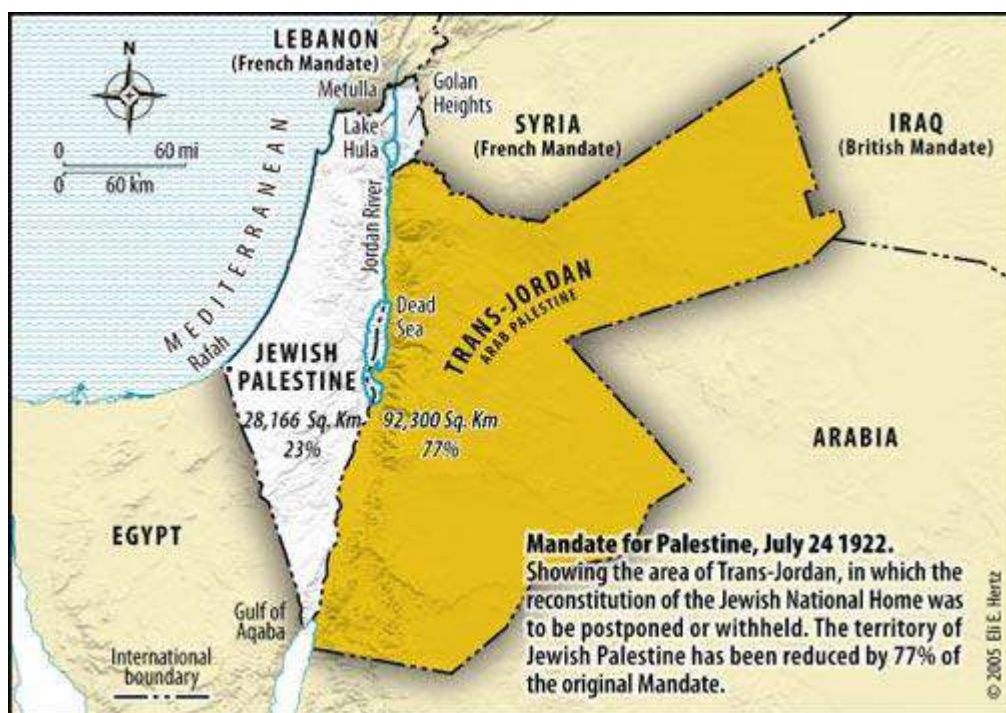 LEBANON
(French Mandate)
Metulla
Golan
Heights
N
Lake
Hula
SYRIA
(French Mandate)
IRAQ
(British Mandate)
0 60 mi
0 60 km
MEDITERRANEAN
Jordan River
Dead
Sea
TRANS-JORDAN
ARAB PALESTINE
Rafah
JEWISH
PALESTINE
28,166 Sq. Km
23%
92,300 Sq. Km
77%
ARABIA
EGYPT
Gulf of
Aqaba
International
boundary
Mandate for Palestine, July 24 1922.
Showing the area of Trans-Jordan, in which the
reconstitution of the Jewish National Home was
to be postponed or withheld. The territory of
Jewish Palestine has been reduced by 77% of
the original Mandate.
© 2005 Eli E. Hertz